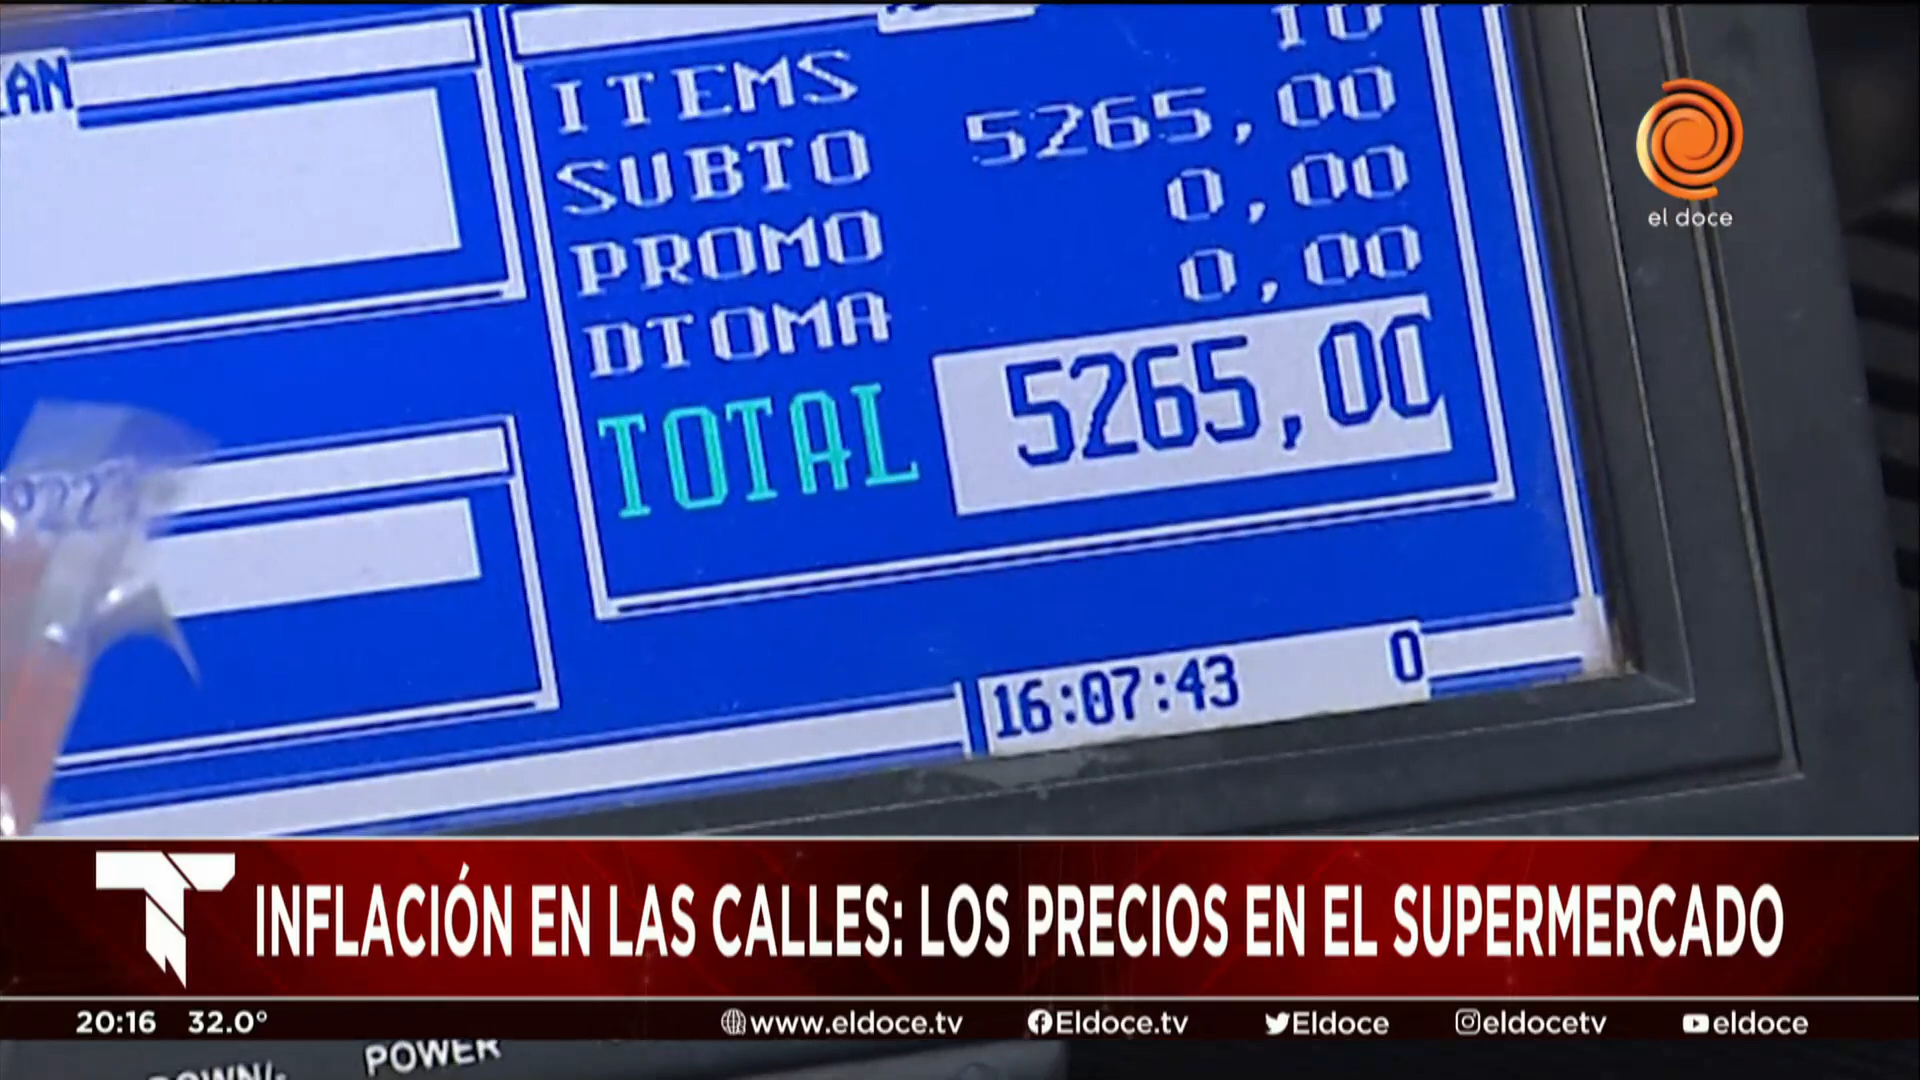 ITEMS 10
SUBTO 5265,00
PROMO 0,00
DTOMA 0,00
TOTAL 5265,00
16:07:43 0
el doce
INFLACIÓN EN LAS CALLES: LOS PRECIOS EN EL SUPERMERCADO
20:16 32.0° www.eldoce.tv Eldoce.tv Eldoce eldocetv eldoce
POWER